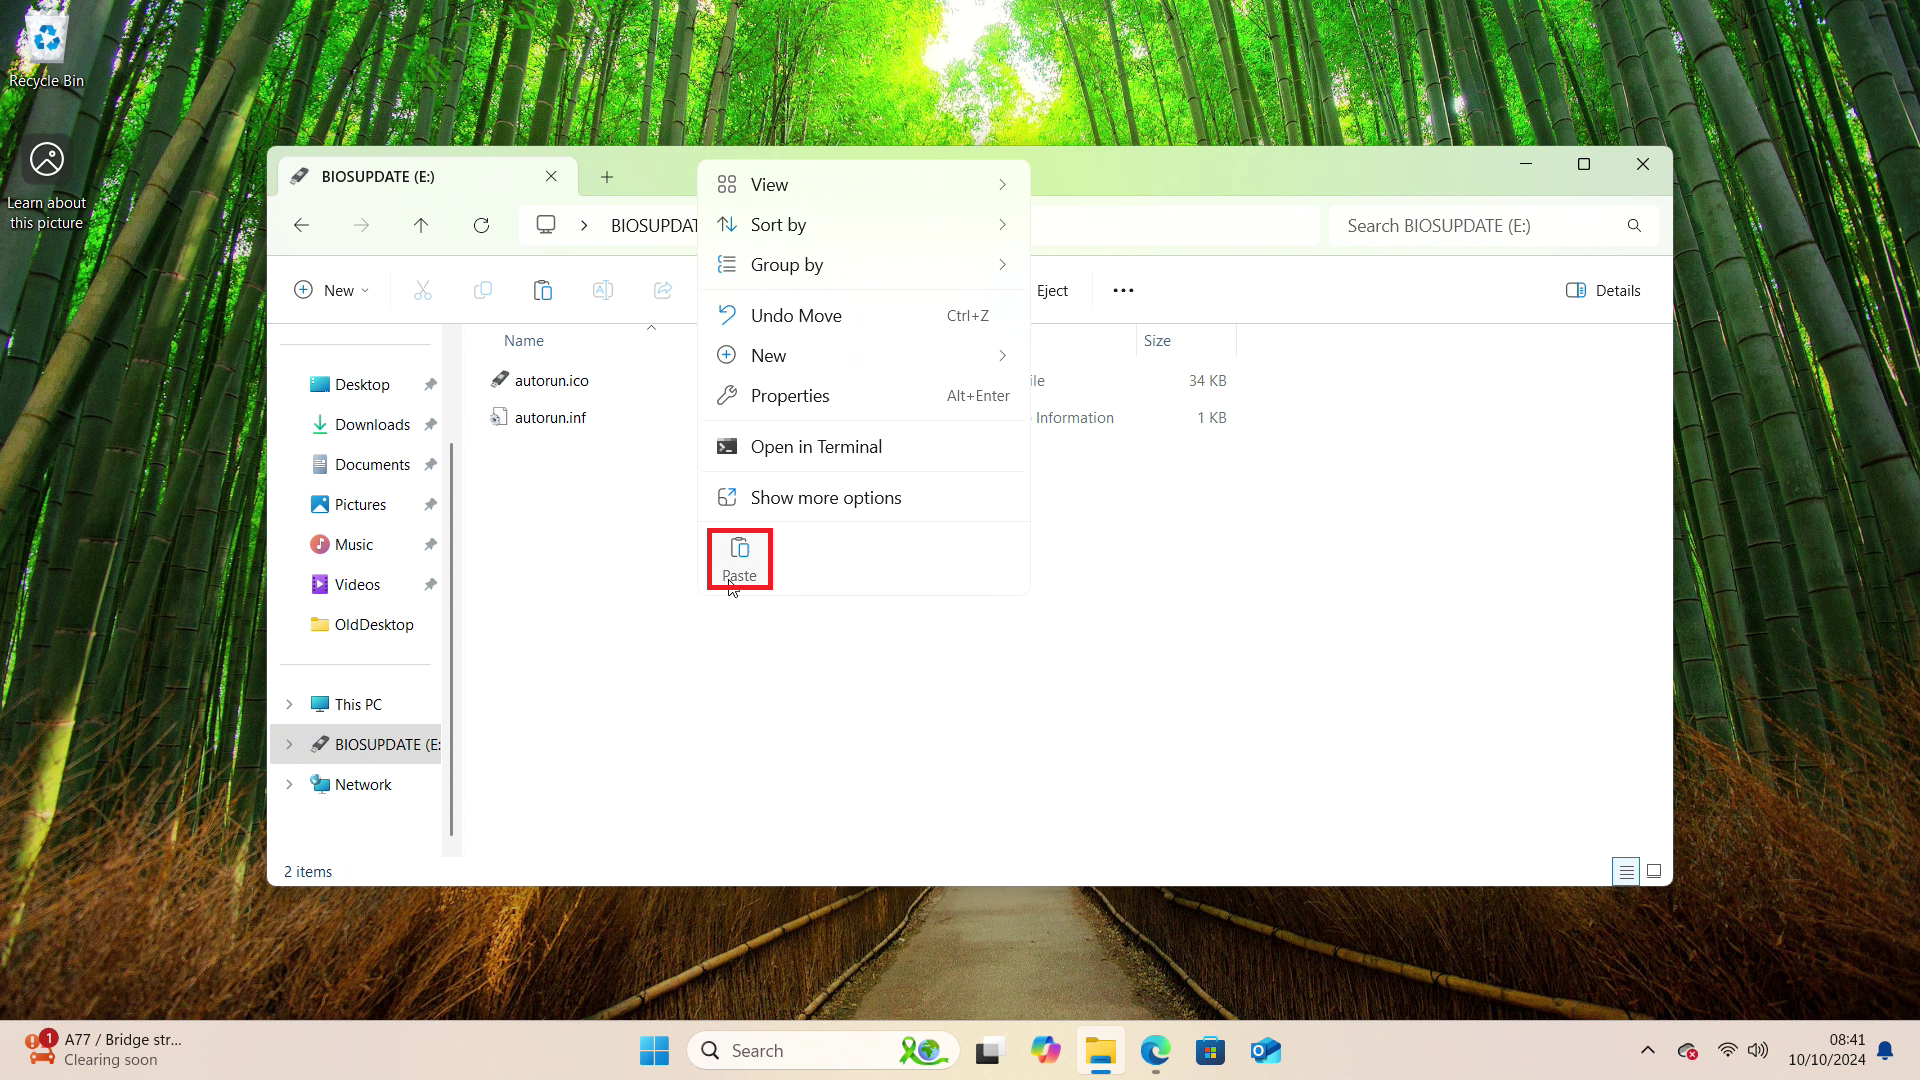 Recycle Bin
Learn about
this picture
BIOSUPDATE (E:)
BIOSUPDAT
Search BIOSUPDATE (E:)
New
Eject
Details
View
Sort by
Group by
Undo Move Ctrl+Z
New
Properties Alt+Enter
Open in Terminal
Show more options
Paste
Name
Size
autorun.ico
ile
34 KB
autorun.inf
Information
1 KB
Desktop
Downloads
Documents
Pictures
Music
Videos
OldDesktop
This PC
BIOSUPDATE (E:
Network
2 items
1
A77 / Bridge str...
Clearing soon
Search
08:41
10/10/2024